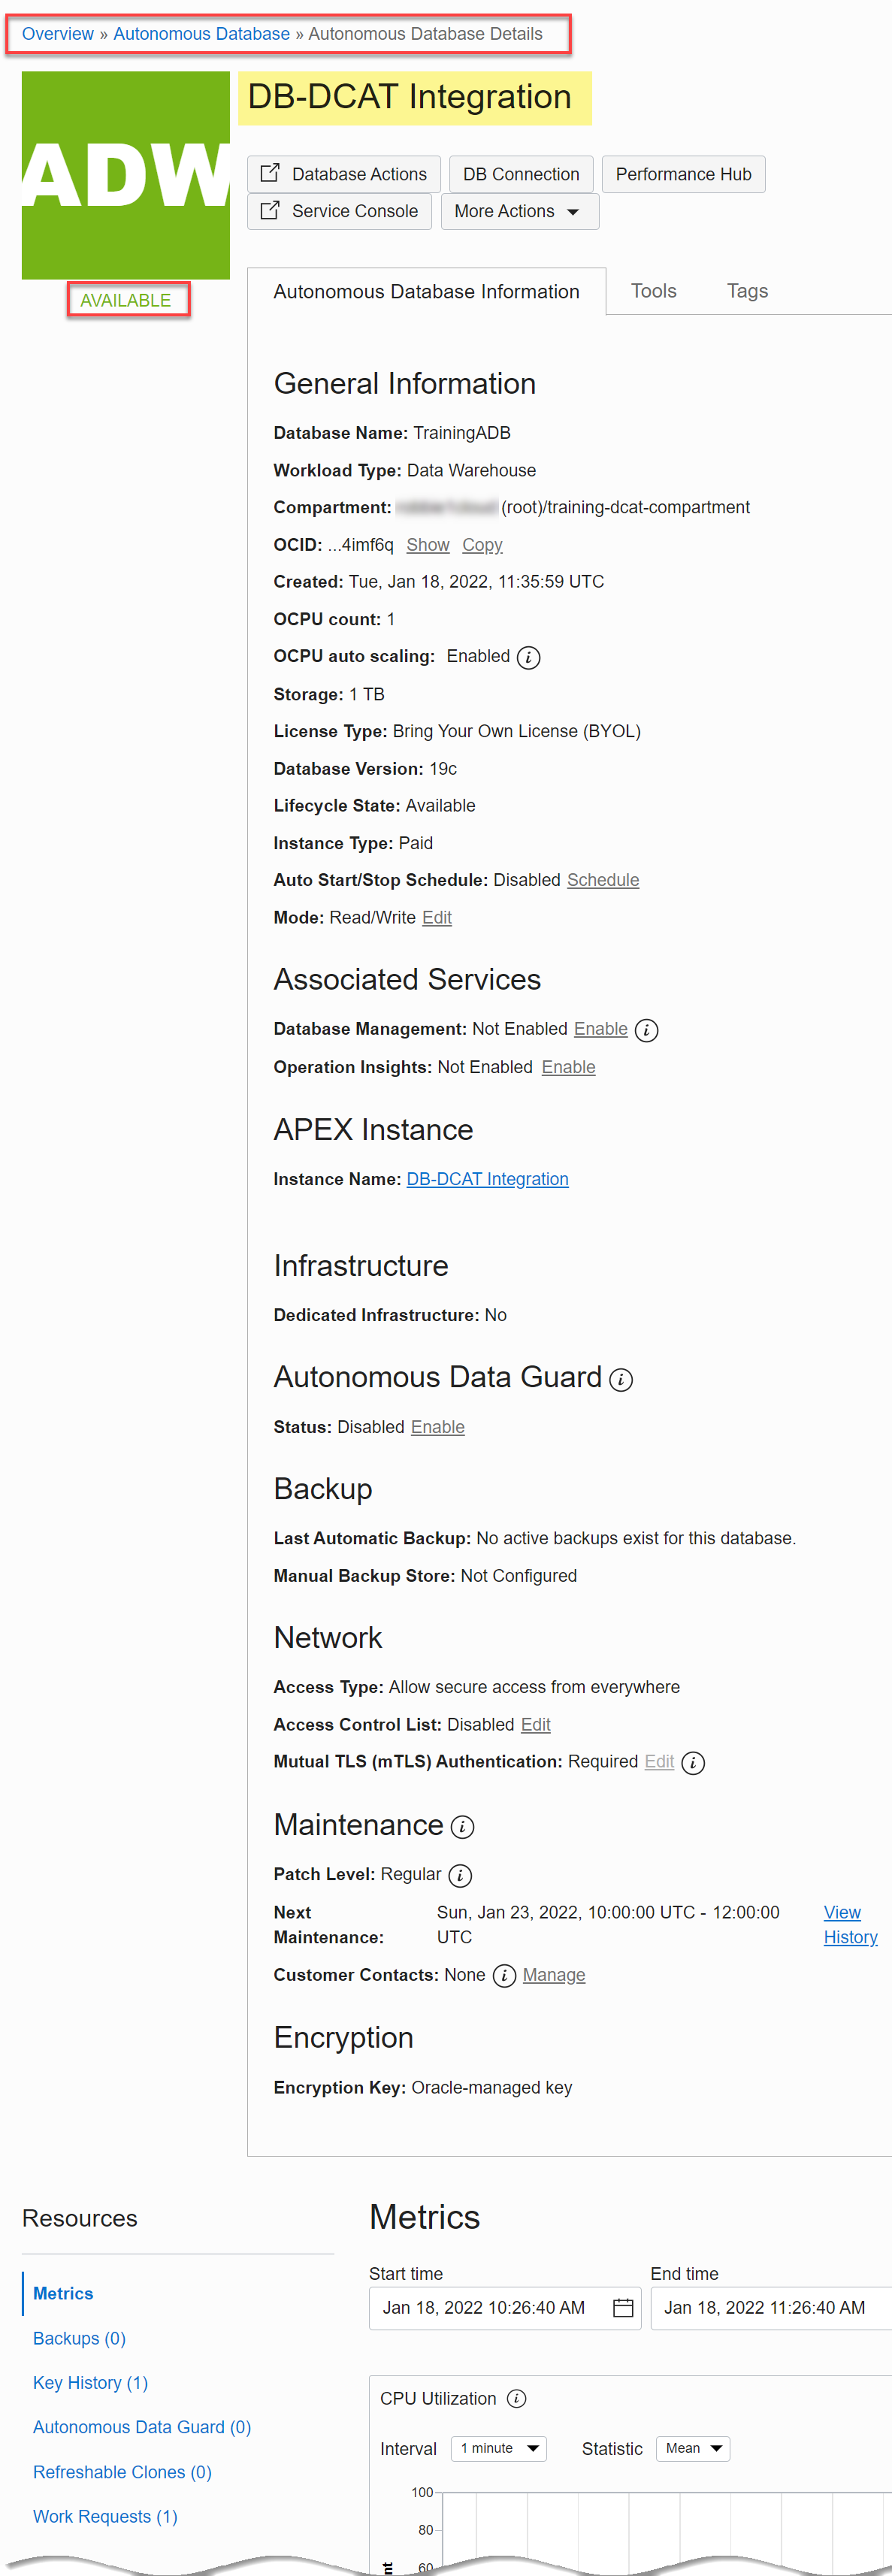 Overview » Autonomous Database » Autonomous Database Details
ADW
AVAILABLE
DB-DCAT Integration
Database Actions DB Connection Performance Hub
Service Console More Actions
Autonomous Database Information Tools Tags
General Information
Database Name: TrainingADB
Workload Type: Data Warehouse
Compartment: (root)/training-dcat-compartment
OCID: ...4imf6q Show Copy
Created: Tue, Jan 18, 2022, 11:35:59 UTC
OCPU count: 1
OCPU auto scaling: Enabled
Storage: 1 TB
License Type: Bring Your Own License (BYOL)
Database Version: 19c
Lifecycle State: Available
Instance Type: Paid
Auto Start/Stop Schedule: Disabled Schedule
Mode: Read/Write Edit
Associated Services
Database Management: Not Enabled Enable
Operation Insights: Not Enabled Enable
APEX Instance
Instance Name: DB-DCAT Integration
Infrastructure
Dedicated Infrastructure: No
Autonomous Data Guard
Status: Disabled Enable
Backup
Last Automatic Backup: No active backups exist for this database.
Manual Backup Store: Not Configured
Network
Access Type: Allow secure access from everywhere
Access Control List: Disabled Edit
Mutual TLS (mTLS) Authentication: Required Edit
Maintenance
Patch Level: Regular
Next Maintenance: Sun, Jan 23, 2022, 10:00:00 UTC - 12:00:00 UTC View History
Customer Contacts: None Manage
Encryption
Encryption Key: Oracle-managed key
Resources
Metrics
Backups (0)
Key History (1)
Autonomous Data Guard (0)
Refreshable Clones (0)
Work Requests (1)
Metrics
Start time End time
Jan 18, 2022 10:26:40 AM Jan 18, 2022 11:26:40 AM
CPU Utilization
Interval 1 minute Statistic Mean
100
80
60